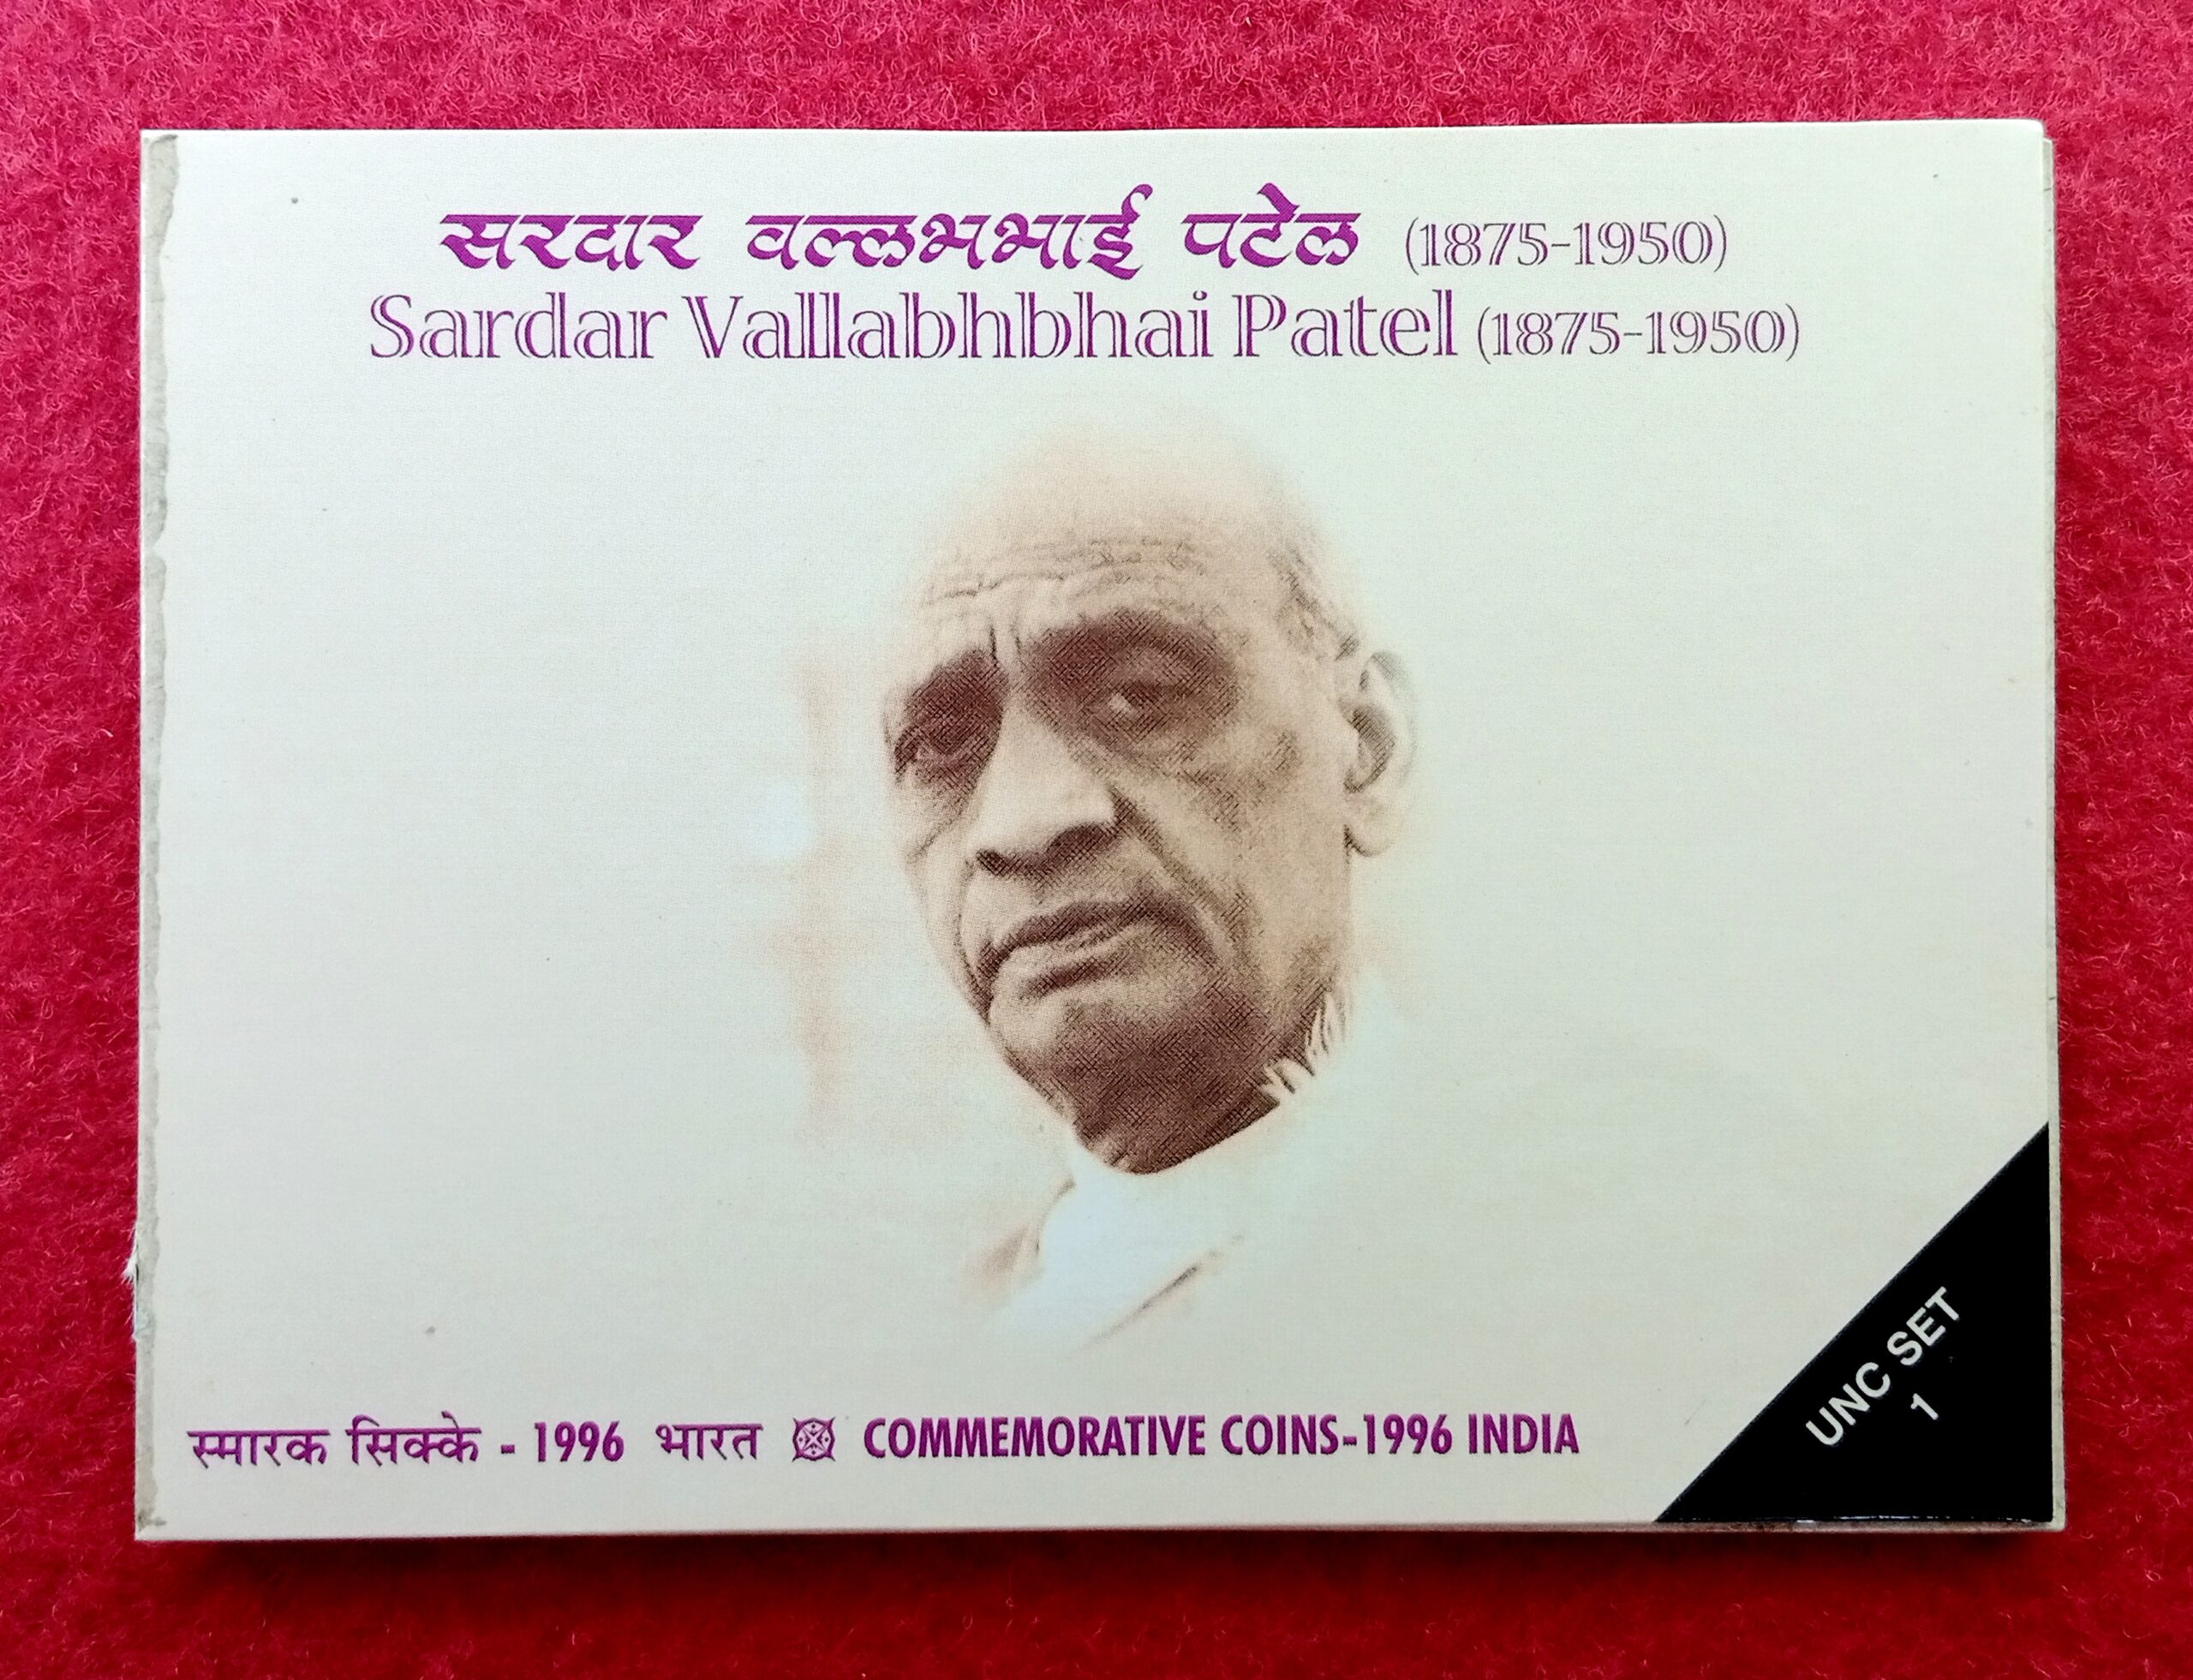 सरदार वल्लभभाई पटेल (1875-1950)
Sardar Vallabhbhai Patel (1875-1950)
स्मारक सिक्के - 1996 भारत COMMEMORATIVE COINS-1996 INDIA
UNC SET
1